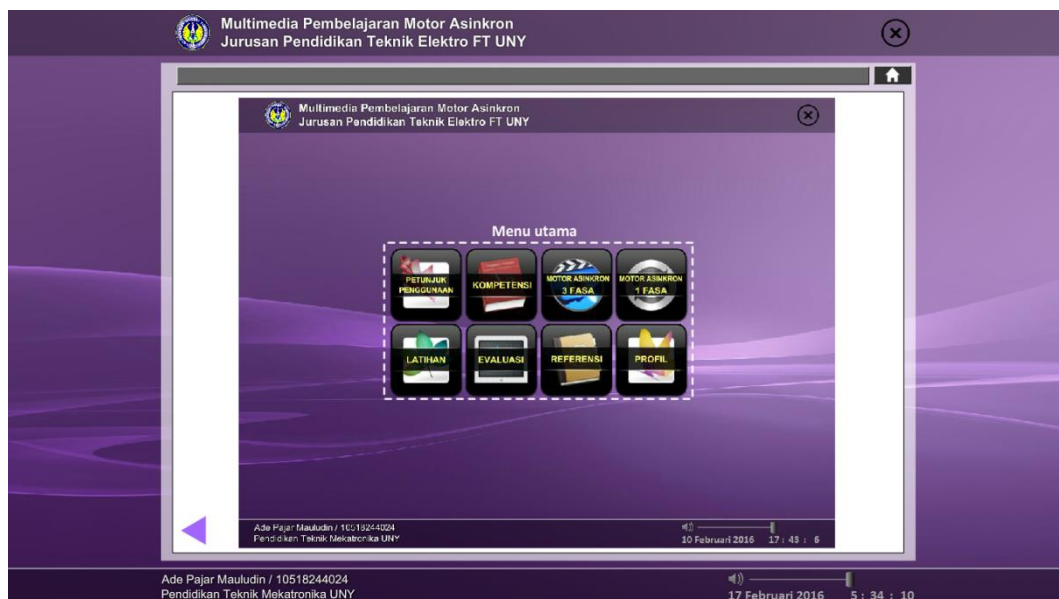 Multimedia Pembelajaran Motor Asinkron
Jurusan Pendidikan Teknik Elektro FT UNY
Multimedia Pembelajaran Motor Asinkron
Jurusan Pendidikan Teknik Elektro FT UNY
Menu utama
PETUNJUK PENGGUNAAN
KOMPETENSI
MOTOR ASINKRON 3 FASA
MOTOR ASINKRON 1 FASA
LATIHAN
EVALUASI
REFERENSI
PROFIL
Ade Pajar Mauludin / 10518244024
Pendidikan Teknik Mekatronika UNY
10 Februari 2016 17 : 43 : 6
Ade Pajar Mauludin / 10518244024
Pendidikan Teknik Mekatronika UNY
17 Februari 2016 5 : 34 : 10